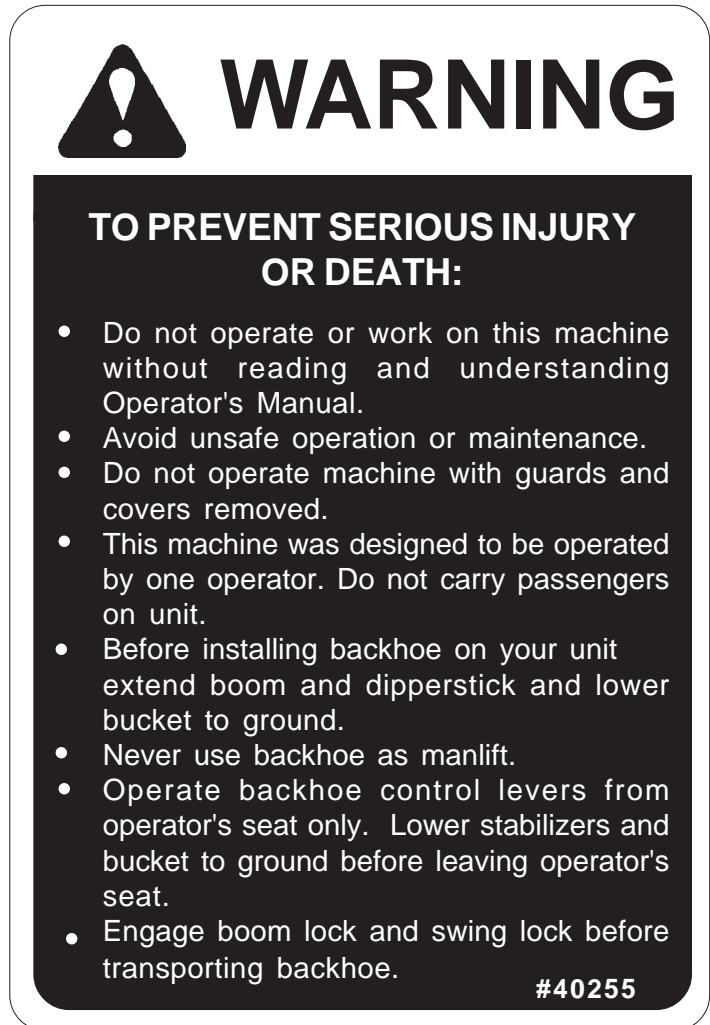 WARNING
TO PREVENT SERIOUS INJURY
OR DEATH:
• Do not operate or work on this machine
without reading and understanding
Operator's Manual.
• Avoid unsafe operation or maintenance.
• Do not operate machine with guards and
covers removed.
• This machine was designed to be operated
by one operator. Do not carry passengers
on unit.
• Before installing backhoe on your unit
extend boom and dipperstick and lower
bucket to ground.
• Never use backhoe as manlift.
• Operate backhoe control levers from
operator's seat only. Lower stabilizers and
bucket to ground before leaving operator's
seat.
• Engage boom lock and swing lock before
transporting backhoe.
#40255